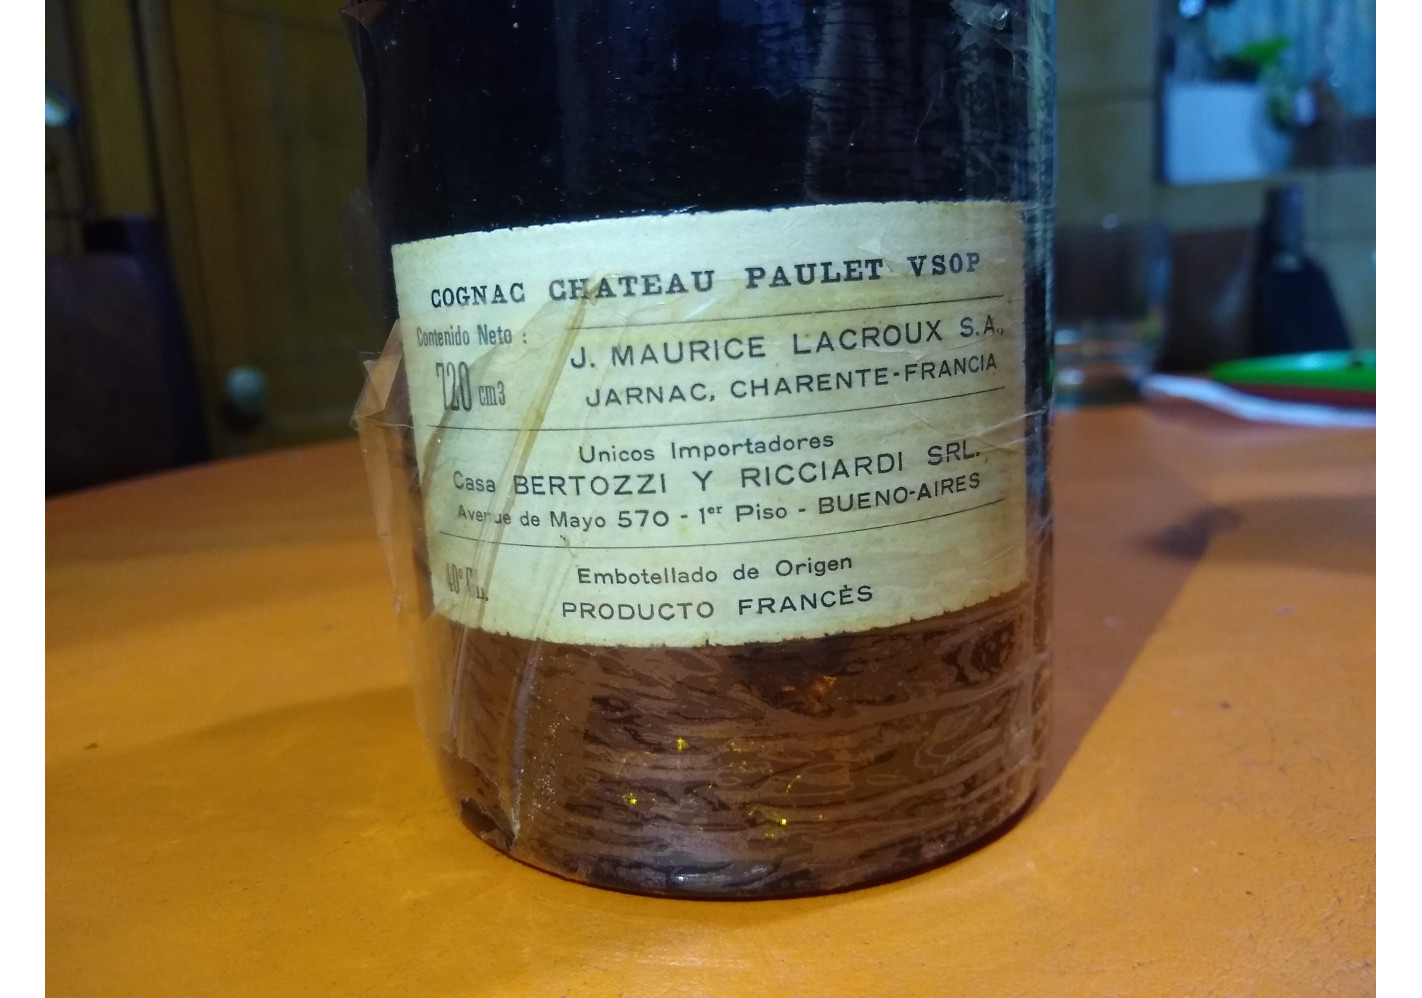 COGNAC CHATEAU PAULET VSOP
Contenido Neto :
720 cm3
J. MAURICE LACROUX S.A.,
JARNAC, CHARENTE-FRANCIA
Unicos Importadores
Casa BERTOZZI Y RICCIARDI SRL.
Avenue de Mayo 570 - 1er Piso - BUENO-AIRES
40° G.L.
Embotellado de Origen
PRODUCTO FRANCÈS